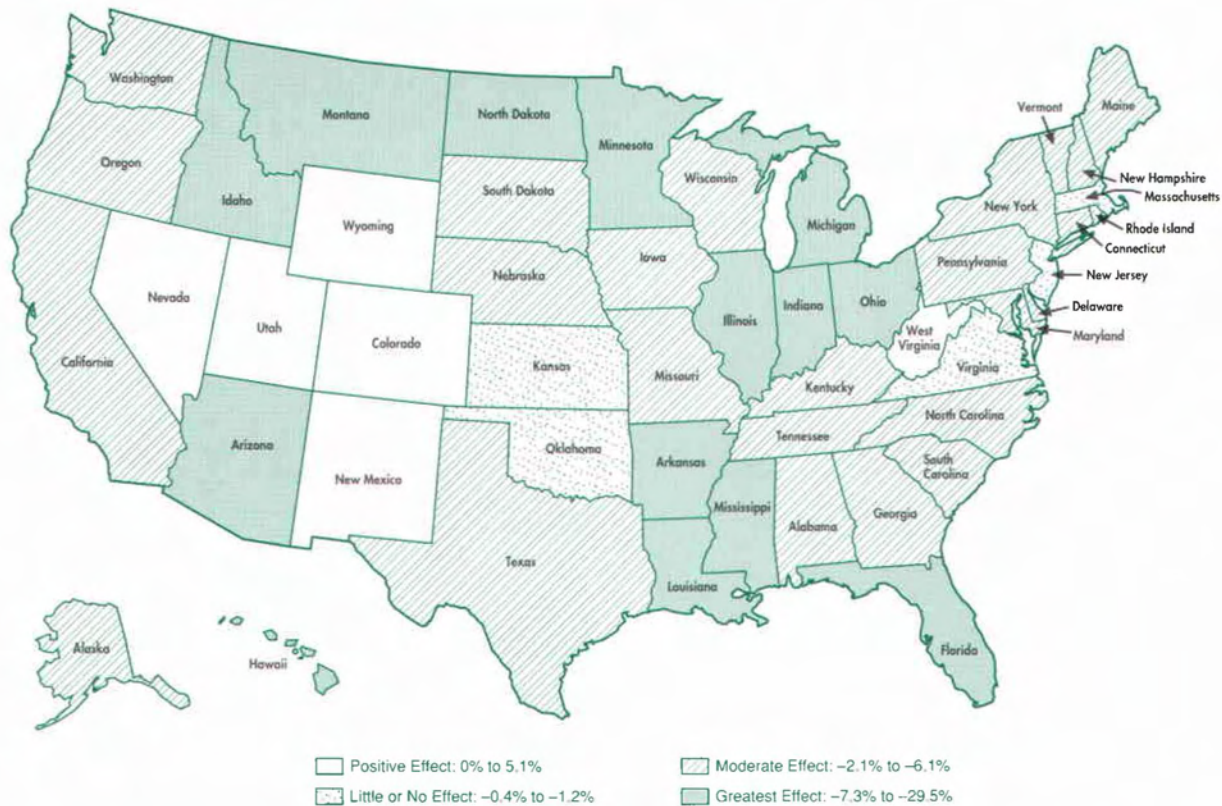 Washington
Montana
North Dakota
Minnesota
Vermont
Maine
Oregon
Idaho
South Dakota
Wisconsin
New Hampshire
Massachusetts
Wyoming
Michigan
New York
Rhode Island
Connecticut
Nebraska
Iowa
Pennsylvania
New Jersey
Nevada
Utah
Colorado
Illinois
Indiana
Ohio
Delaware
Maryland
West
Virginia
California
Kansas
Missouri
Kentucky
Virginia
North Carolina
Arizona
New Mexico
Oklahoma
Arkansas
Tennessee
South
Carolina
Mississippi
Alabama
Georgia
Texas
Louisiana
Florida
Alaska
Hawaii
Positive Effect: 0% to 5.1%
Moderate Effect: –2.1% to –6.1%
Little or No Effect: –0.4% to –1.2%
Greatest Effect: –7.3% to –29.5%